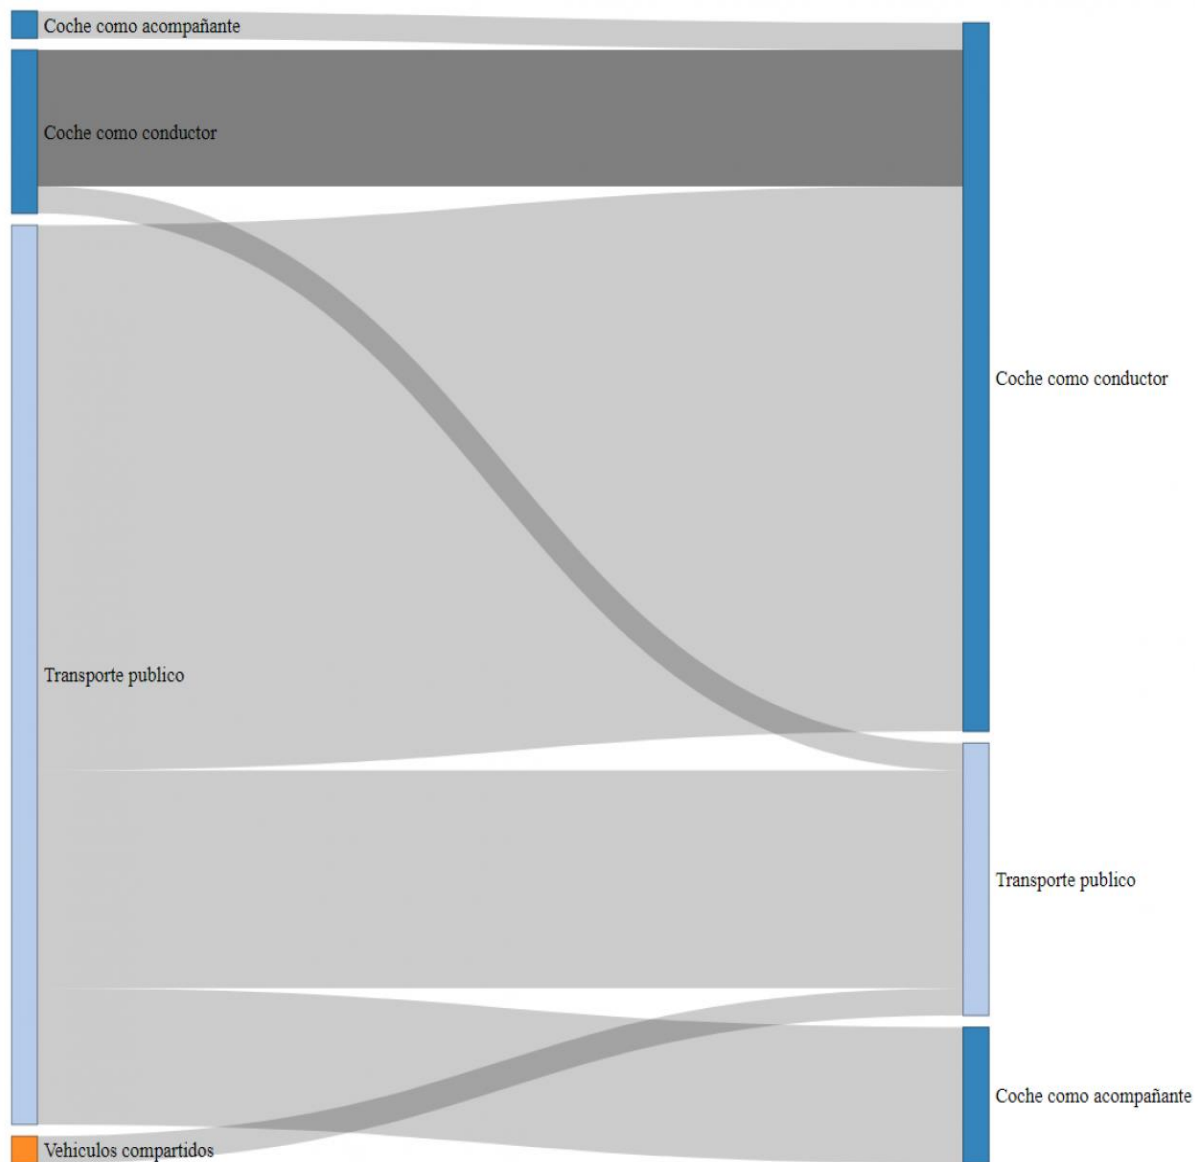 Coche como acompañante
Coche como conductor
Transporte publico
Vehiculos compartidos
Coche como conductor
Transporte publico
Coche como acompañante